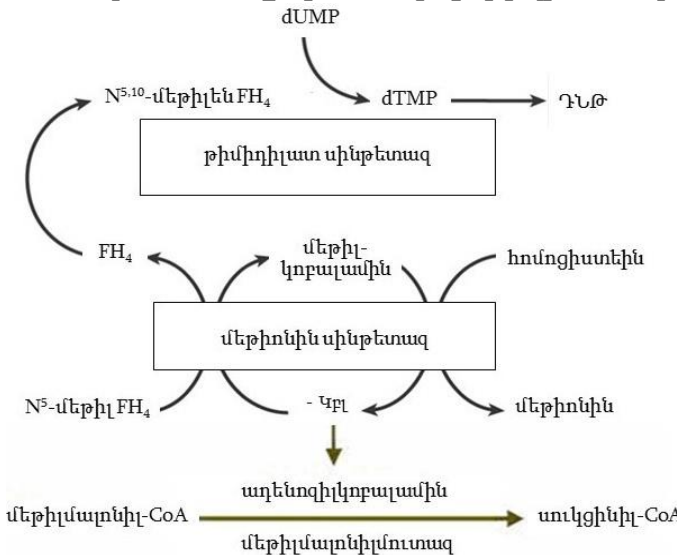 dUMP
N5,10-մեթիլեն FH4
dTMP
ԴՆԹ
թիմիդիլատ սինթետազ
FH4
մեթիլ-
կոբալամին
հոմոցիստեին
մեթիոնին սինթետազ
N5-մեթիլ FH4
- Կբլ
մեթիոնին
ադենոզիլկոբալամին
մեթիլմալոնիլ-CoA
սուկցինիլ-CoA
մեթիլմալոնիլմուտազ